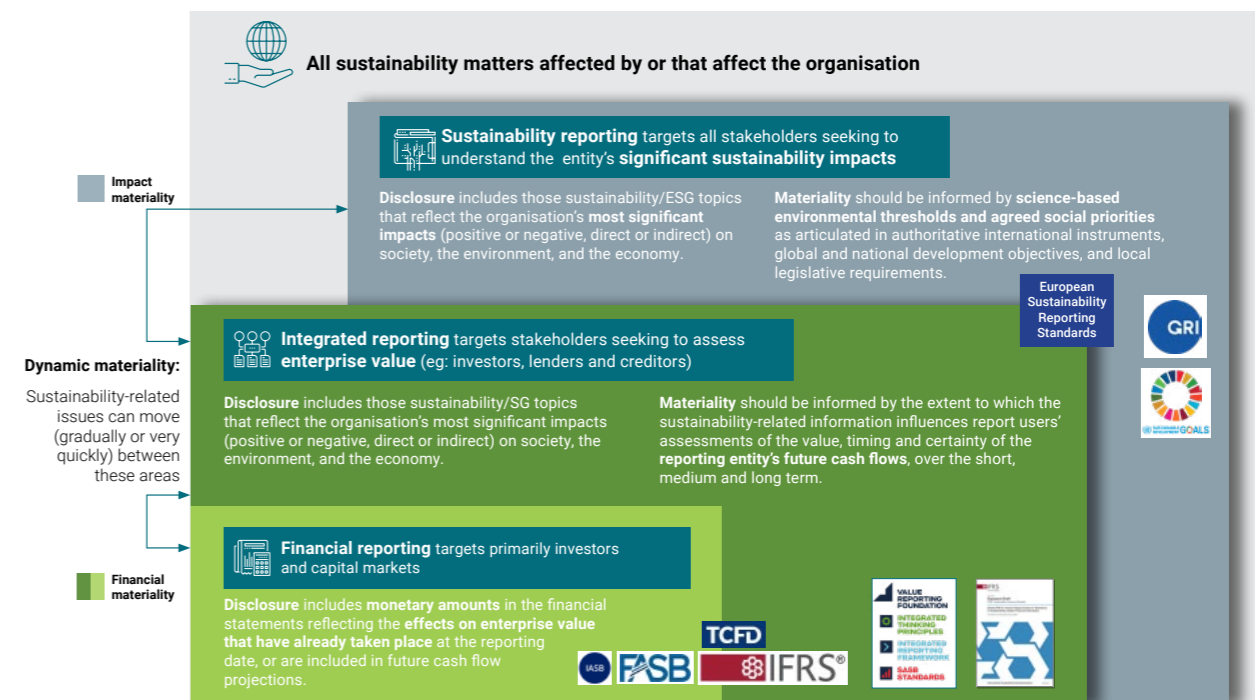 All sustainability matters affected by or that affect the organisation
Sustainability reporting targets all stakeholders seeking to
understand the entity's significant sustainability impacts
Impact
materiality
Disclosure includes those sustainability/ESG topics
that reflect the organisation's most significant
impacts (positive or negative, direct or indirect) on
society, the environment, and the economy.
Materiality should be informed by science-based
environmental thresholds and agreed social priorities
as articulated in authoritative international instruments,
global and national development objectives, and local
legislative requirements.
European
Sustainability
Reporting
Standards
GRI
SUSTAINABLE DEVELOPMENT GOALS
Integrated reporting targets stakeholders seeking to assess
enterprise value (eg: investors, lenders and creditors)
Dynamic materiality:
Sustainability-related
issues can move
(gradually or very
quickly) between
these areas
Disclosure includes those sustainability/SG topics
that reflect the organisation's most significant impacts
(positive or negative, direct or indirect) on society, the
environment, and the economy.
Materiality should be informed by the extent to which the
sustainability-related information influences report users'
assessments of the value, timing and certainty of the
reporting entity's future cash flows, over the short,
medium and long term.
Financial reporting targets primarily investors
and capital markets
Financial
materiality
Disclosure includes monetary amounts in the financial
statements reflecting the effects on enterprise value
that have already taken place at the reporting
date, or are included in future cash flow
projections.
TCFD
IASB
FASB
IFRS®
VALUE
REPORTING
FOUNDATION
INTEGRATED
THINKING
PRINCIPLES
INTEGRATED
REPORTING
FRAMEWORK
SASB
STANDARDS
IFRS